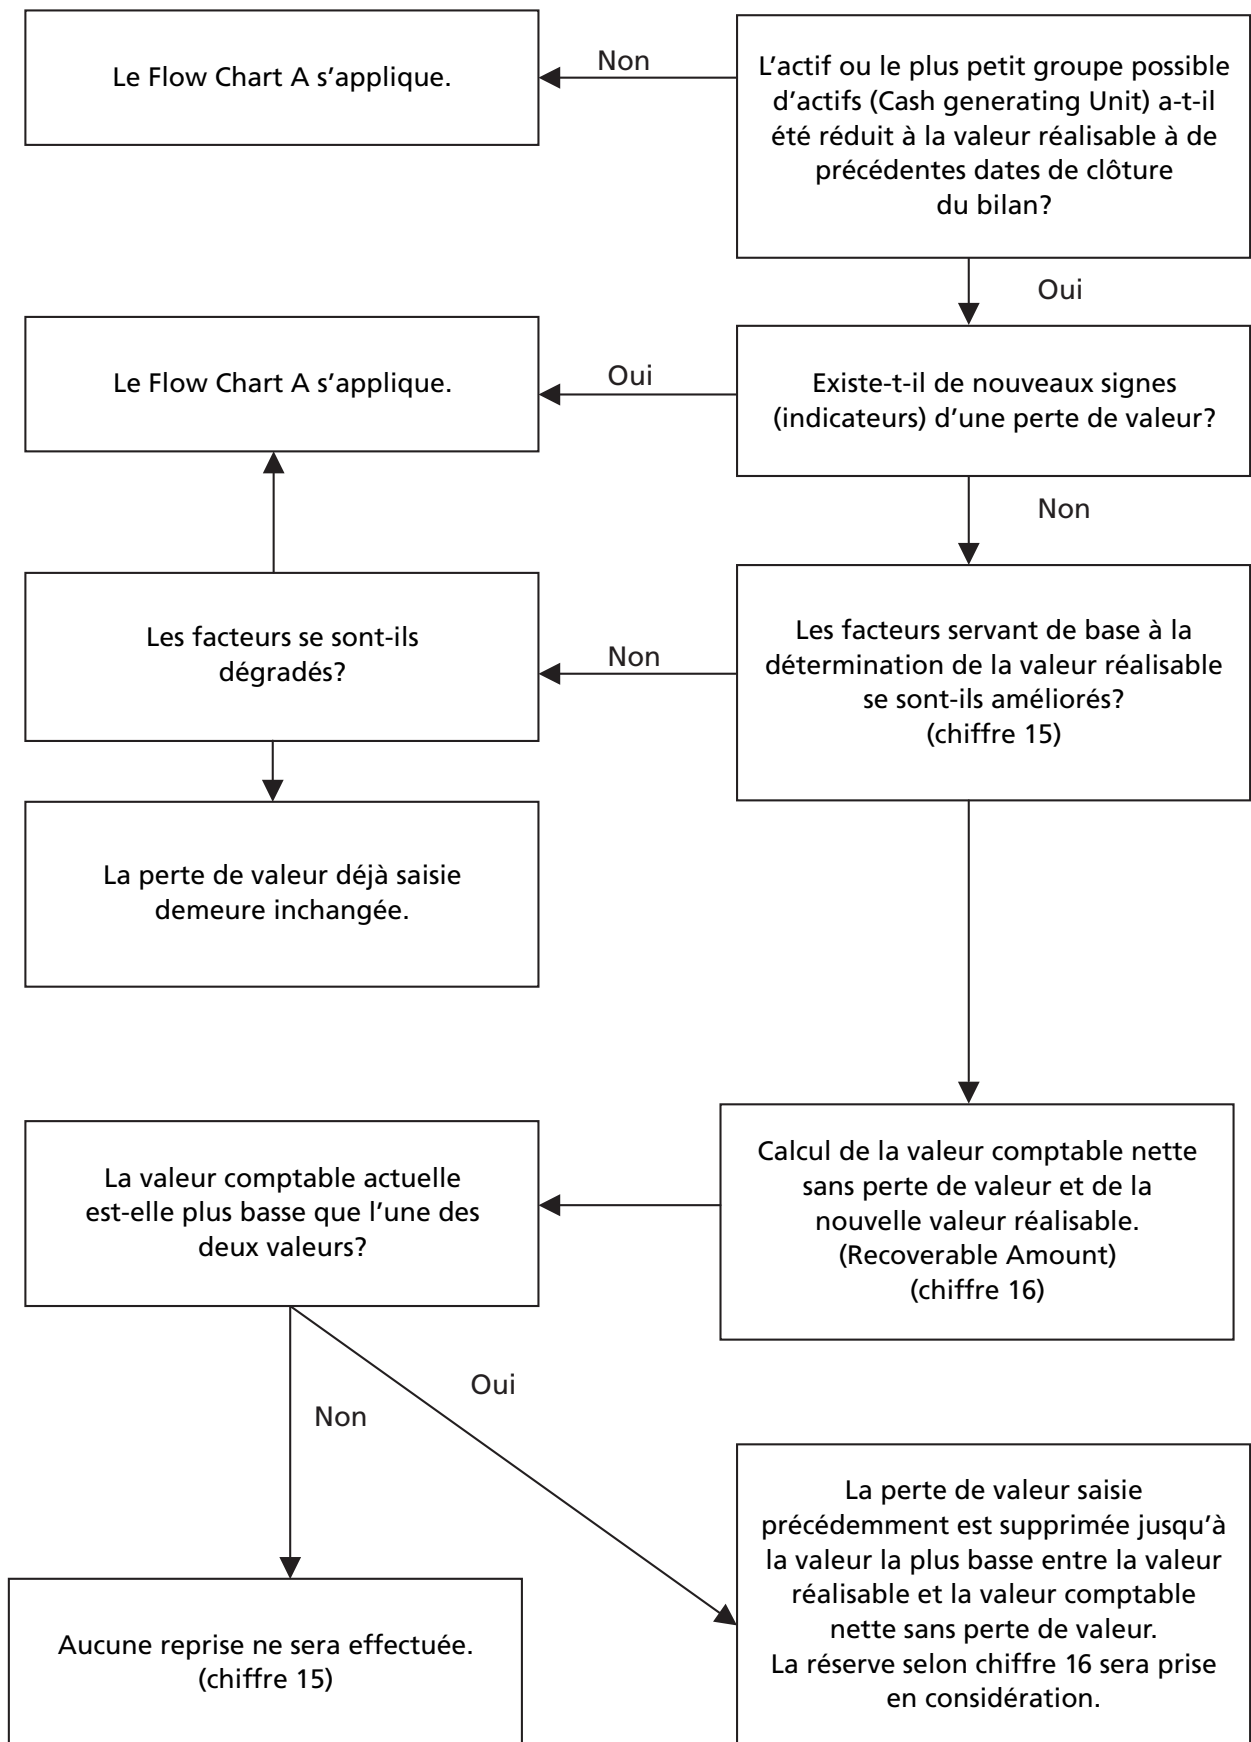 Le Flow Chart A s’applique.
Non
L’actif ou le plus petit groupe possible
d’actifs (Cash generating Unit) a-t-il
été réduit à la valeur réalisable à de
précédentes dates de clôture
du bilan?
Oui
Le Flow Chart A s’applique.
Oui
Existe-t-il de nouveaux signes
(indicateurs) d’une perte de valeur?
Non
Les facteurs se sont-ils
dégradés?
Non
Les facteurs servant de base à la
détermination de la valeur réalisable
se sont-ils améliorés?
(chiffre 15)
La perte de valeur déjà saisie
demeure inchangée.
La valeur comptable actuelle
est-elle plus basse que l’une des
deux valeurs?
Calcul de la valeur comptable nette
sans perte de valeur et de la
nouvelle valeur réalisable.
(Recoverable Amount)
(chiffre 16)
Oui
Non
Aucune reprise ne sera effectuée.
(chiffre 15)
La perte de valeur saisie
précédemment est supprimée jusqu’à
la valeur la plus basse entre la valeur
réalisable et la valeur comptable
nette sans perte de valeur.
La réserve selon chiffre 16 sera prise
en considération.